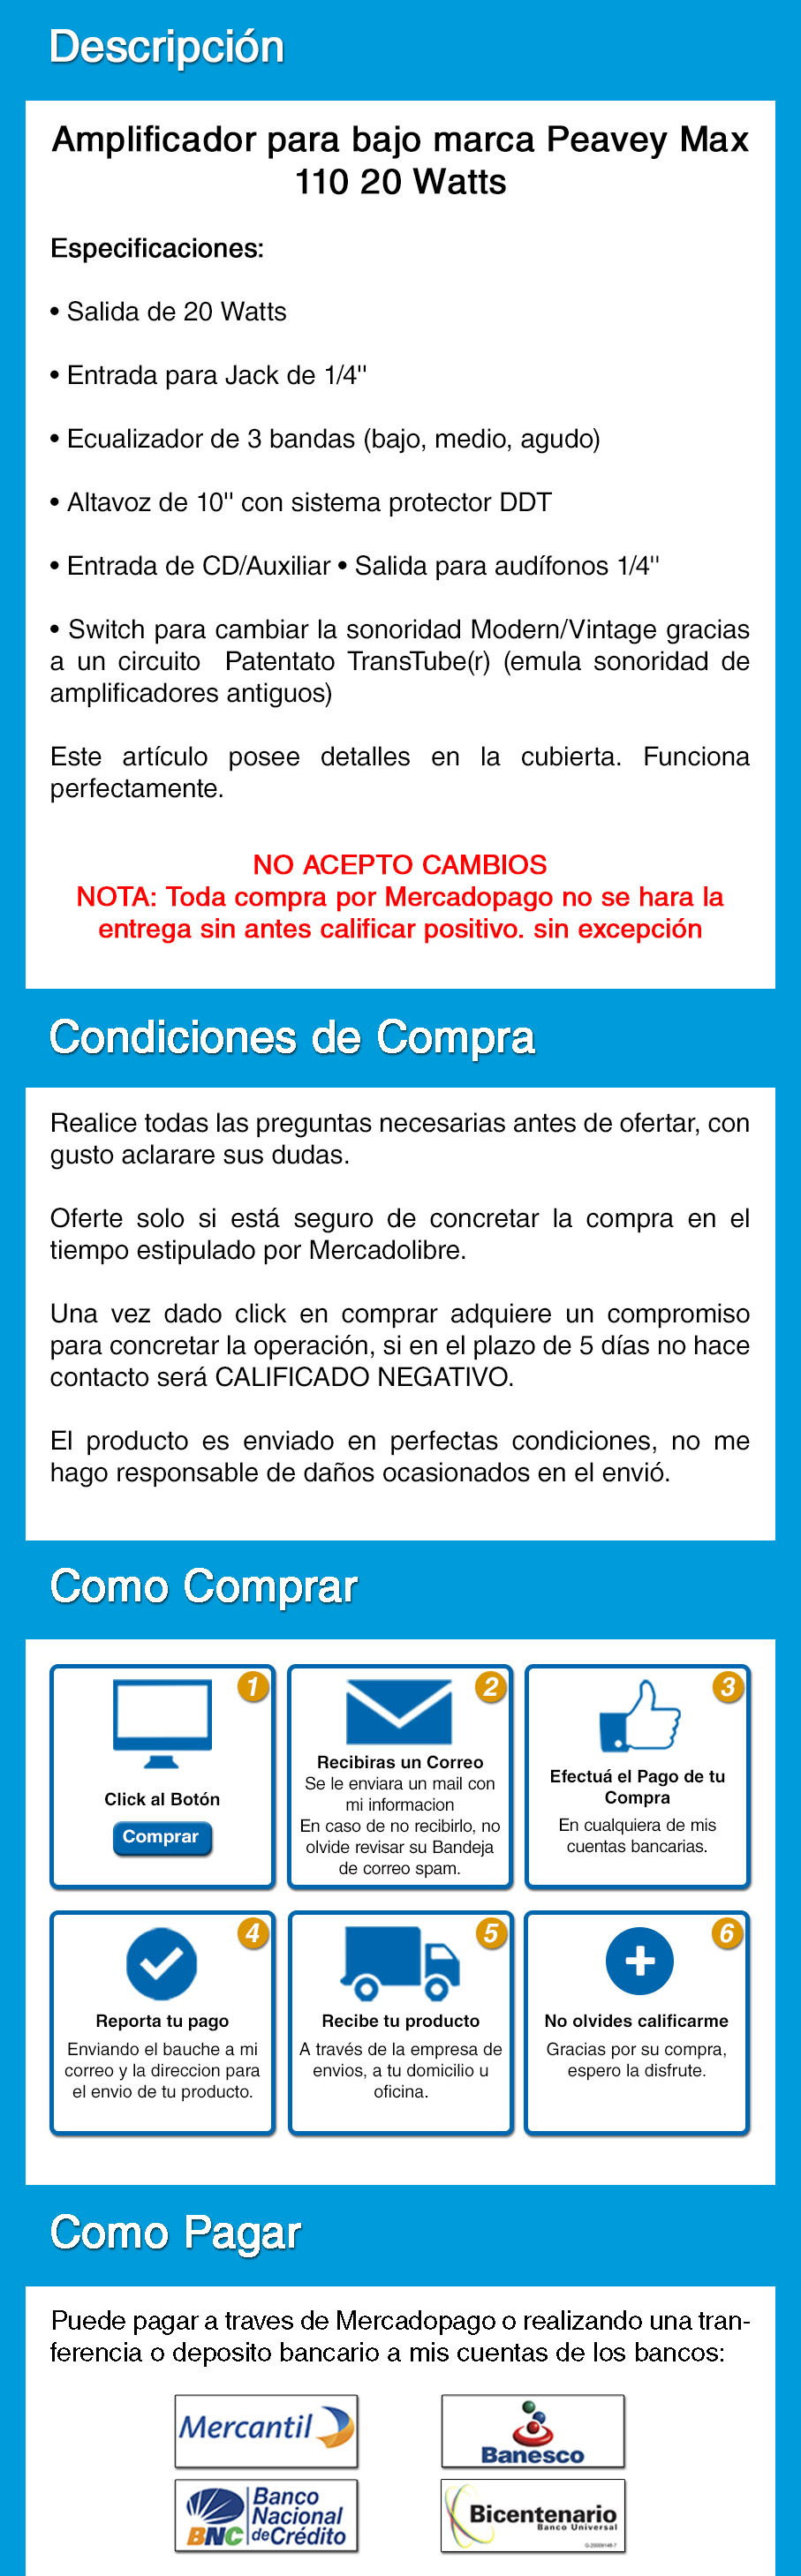 Descripción
Amplificador para bajo marca Peavey Max
110 20 Watts
Especificaciones:
• Salida de 20 Watts
• Entrada para Jack de 1/4"
• Ecualizador de 3 bandas (bajo, medio, agudo)
• Altavoz de 10" con sistema protector DDT
• Entrada de CD/Auxiliar • Salida para audífonos 1/4"
• Switch para cambiar la sonoridad Modern/Vintage gracias
a un circuito Patentato TransTube(r) (emula sonoridad de
amplificadores antiguos)
Este artículo posee detalles en la cubierta. Funciona
perfectamente.
NO ACEPTO CAMBIOS
NOTA: Toda compra por Mercadopago no se hara la
entrega sin antes calificar positivo. sin excepción
Condiciones de Compra
Realice todas las preguntas necesarias antes de ofertar, con
gusto aclarare sus dudas.
Oferte solo si está seguro de concretar la compra en el
tiempo estipulado por Mercadolibre.
Una vez dado click en comprar adquiere un compromiso
para concretar la operación, si en el plazo de 5 días no hace
contacto será CALIFICADO NEGATIVO.
El producto es enviado en perfectas condiciones, no me
hago responsable de daños ocasionados en el envió.
Como Comprar
1
Click al Botón
Comprar
2
Recibiras un Correo
Se le enviara un mail con
mi informacion
En caso de no recibirlo, no
olvide revisar su Bandeja
de correo spam.
3
Efectuá el Pago de tu
Compra
En cualquiera de mis
cuentas bancarias.
4
Reporta tu pago
Enviando el bauche a mi
correo y la direccion para
el envio de tu producto.
5
Recibe tu producto
A través de la empresa de
envios, a tu domicilio u
oficina.
6
No olvides calificarme
Gracias por su compra,
espero la disfrute.
Como Pagar
Puede pagar a traves de Mercadopago o realizando una tran-
ferencia o deposito bancario a mis cuentas de los bancos:
Mercantil
Banesco
BNC
Banco
Nacional
de Crédito
Bicentenario
Banco Universal